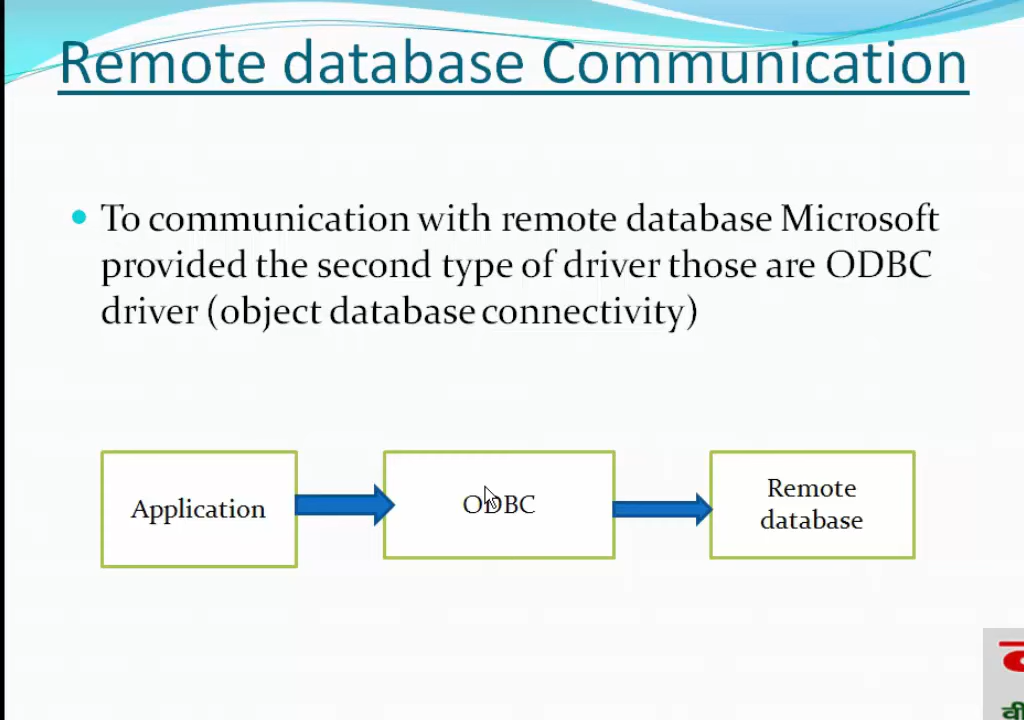 Remote database Communication
To communication with remote database Microsoft
provided the second type of driver those are ODBC
driver (object database connectivity)
Application
ODBC
Remote
database